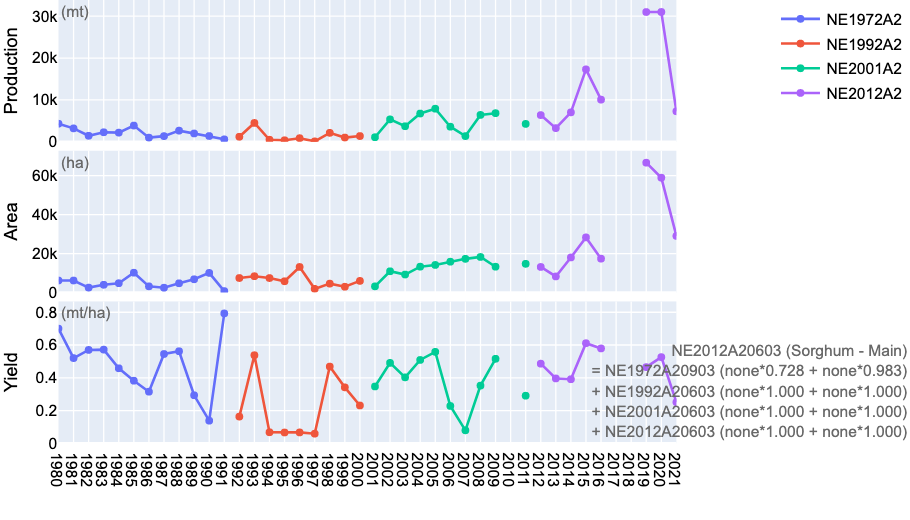 (mt)
30k
20k
10k
0
Production
NE1972A2
NE1992A2
NE2001A2
NE2012A2
(ha)
60k
40k
20k
0
Area
(mt/ha)
0.8
0.6
0.4
0.2
0
Yield
NE2012A20603 (Sorghum - Main)
= NE1972A20903 (none*0.728 + none*0.983)
+ NE1992A20603 (none*1.000 + none*1.000)
+ NE2001A20603 (none*1.000 + none*1.000)
+ NE2012A20603 (none*1.000 + none*1.000)
1980
1981
1982
1983
1984
1985
1986
1987
1988
1989
1990
1991
1992
1993
1994
1995
1996
1997
1998
1999
2000
2001
2002
2003
2004
2005
2006
2007
2008
2009
2010
2011
2012
2013
2014
2015
2016
2017
2018
2019
2020
2021